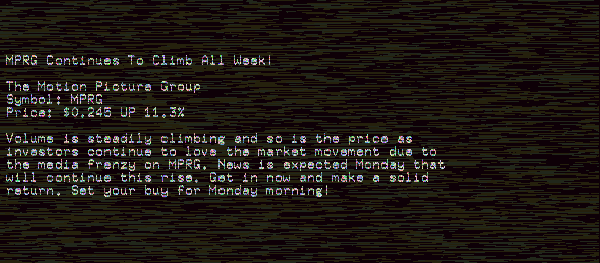 MPRG Continues To Climb All Week!
The Motion Picture Group
Symbol: MPRG
Price: $0.245 UP 11.3%
Volume is steadily climbing and so is the price as
investors continue to love the market movement due to
the media frenzy on MPRG. News is expected Monday that
will continue this rise. Get in now and make a solid
return. Set your buy for Monday morning!